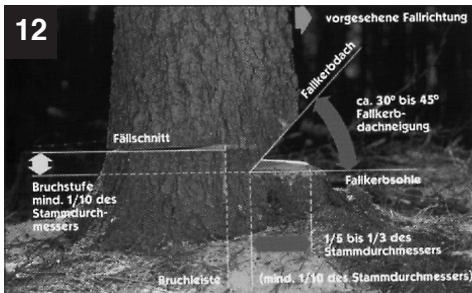 12
vorgesehene Fallrichtung
Fallkerbdach
ca. 30° bis 45°
Fallkerb-
dachneigung
Fällschnitt
Bruchstufe
mind. 1/10 des
Stammdurch-
messers
Fallkerbsohle
1/5 bis 1/3 des
Stammdurchmessers
Bruchleiste
(mind. 1/10 des Stammdurchmessers)